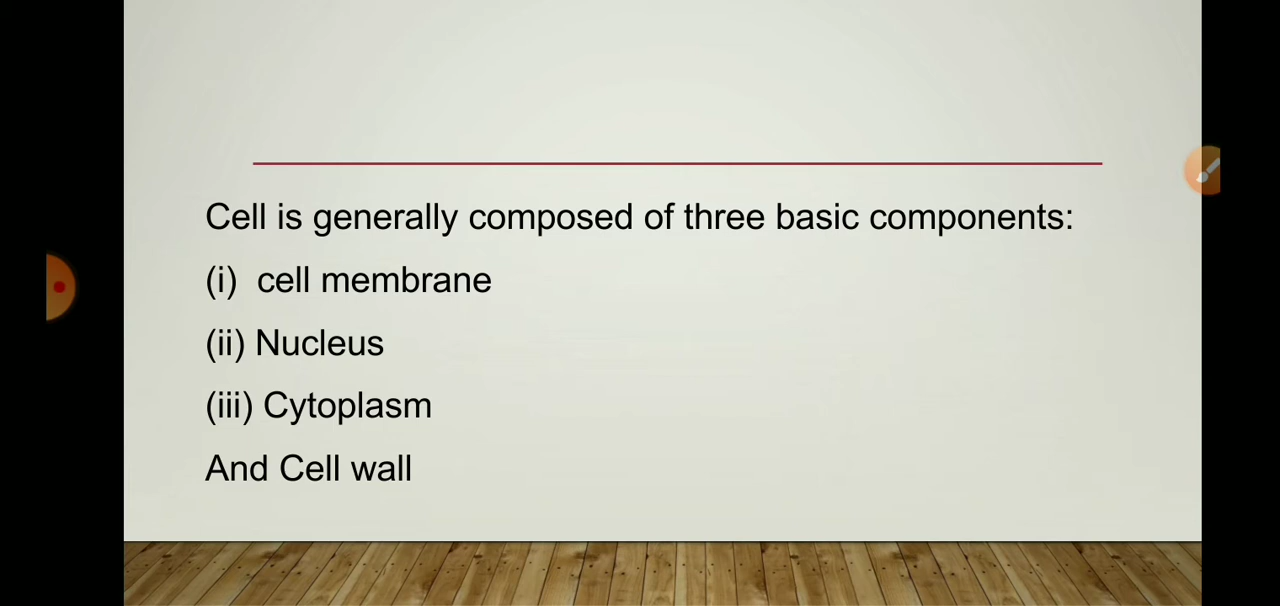 Cell is generally composed of three basic components:
(i) cell membrane
(ii) Nucleus
(iii) Cytoplasm
And Cell wall